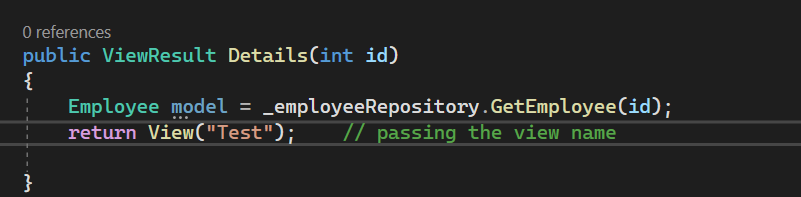 0 references
public ViewResult Details(int id)
{
Employee model = _employeeRepository.GetEmployee(id);
return View("Test");    // passing the view name
}